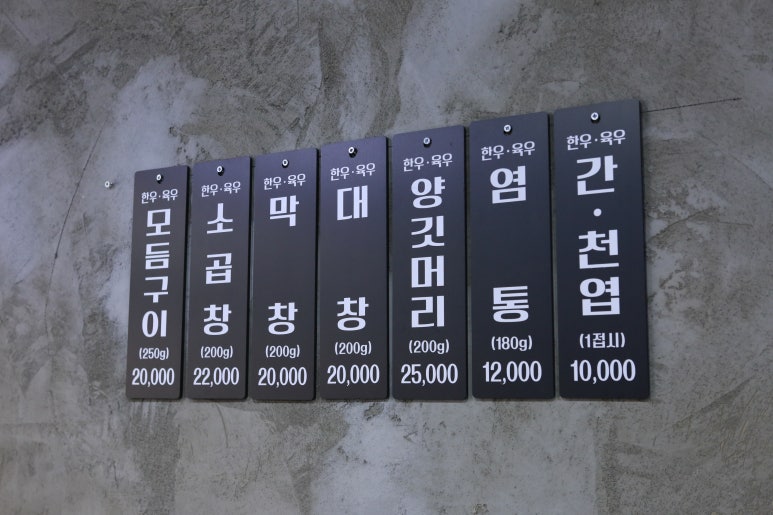 한우·육우
모듬구이
(250g)
20,000
한우·육우
소곱창
(200g)
22,000
한우·육우
막창
(200g)
20,000
한우·육우
대창
(200g)
20,000
한우·육우
양깃머리
(200g)
25,000
한우·육우
염통
(180g)
12,000
한우·육우
간·천엽
(1접시)
10,000